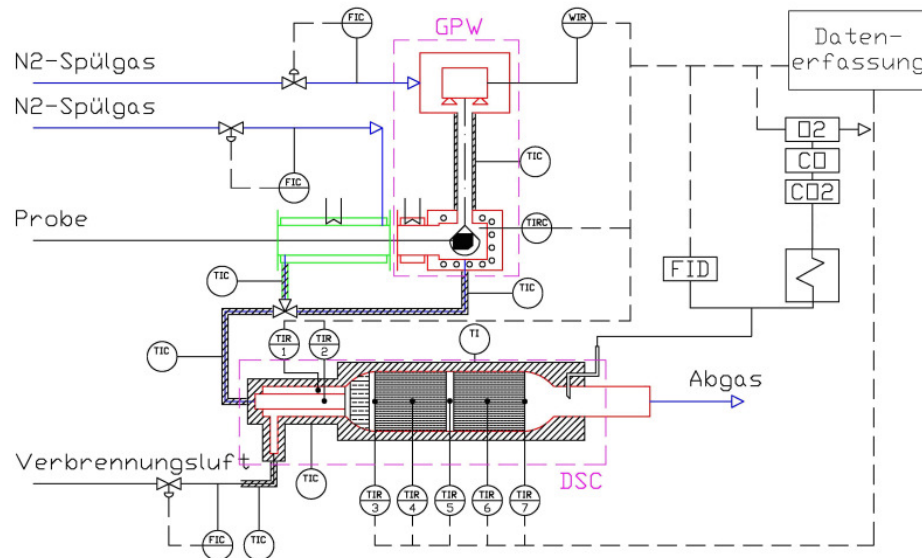 FIC
GPW
WIR
Daten-
erfassung
N2-Spülgas
N2-Spülgas
FIC
TIC
O2
CO
CO2
Probe
TIRC
TIC
TIC
FID
TIC
TIR
1
TIR
2
TI
Abgas
Verbrennungsluft
TIC
DSC
FIC
TIC
TIR
3
TIR
4
TIR
5
TIR
6
TIR
7